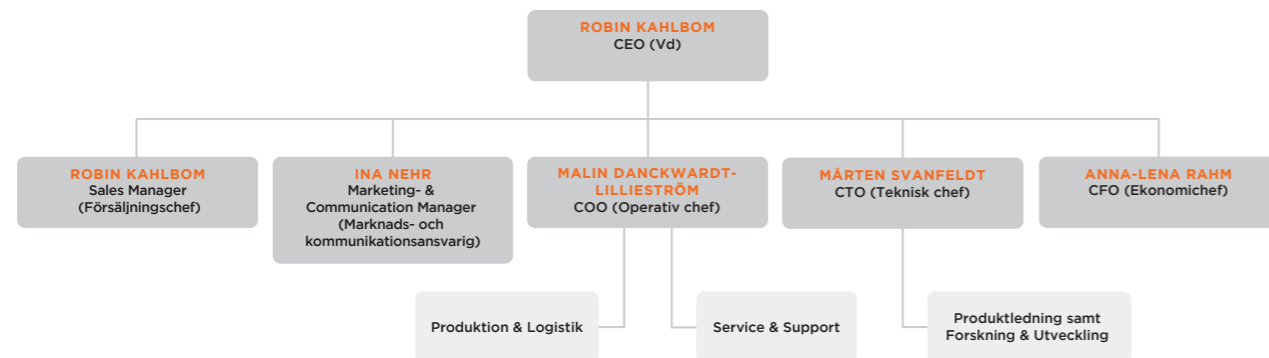 ROBIN KAHLBOM
CEO (Vd)
ROBIN KAHLBOM
Sales Manager
(Försäljningschef)
INA NEHR
Marketing- &
Communication Manager
(Marknads- och
kommunikationsansvarig)
MALIN DANCKWARDT-
LILLIESTRÖM
COO (Operativ chef)
MÅRTEN SVANFELDT
CTO (Teknisk chef)
ANNA-LENA RAHM
CFO (Ekonomichef)
Produktion & Logistik
Service & Support
Produktledning samt
Forskning & Utveckling